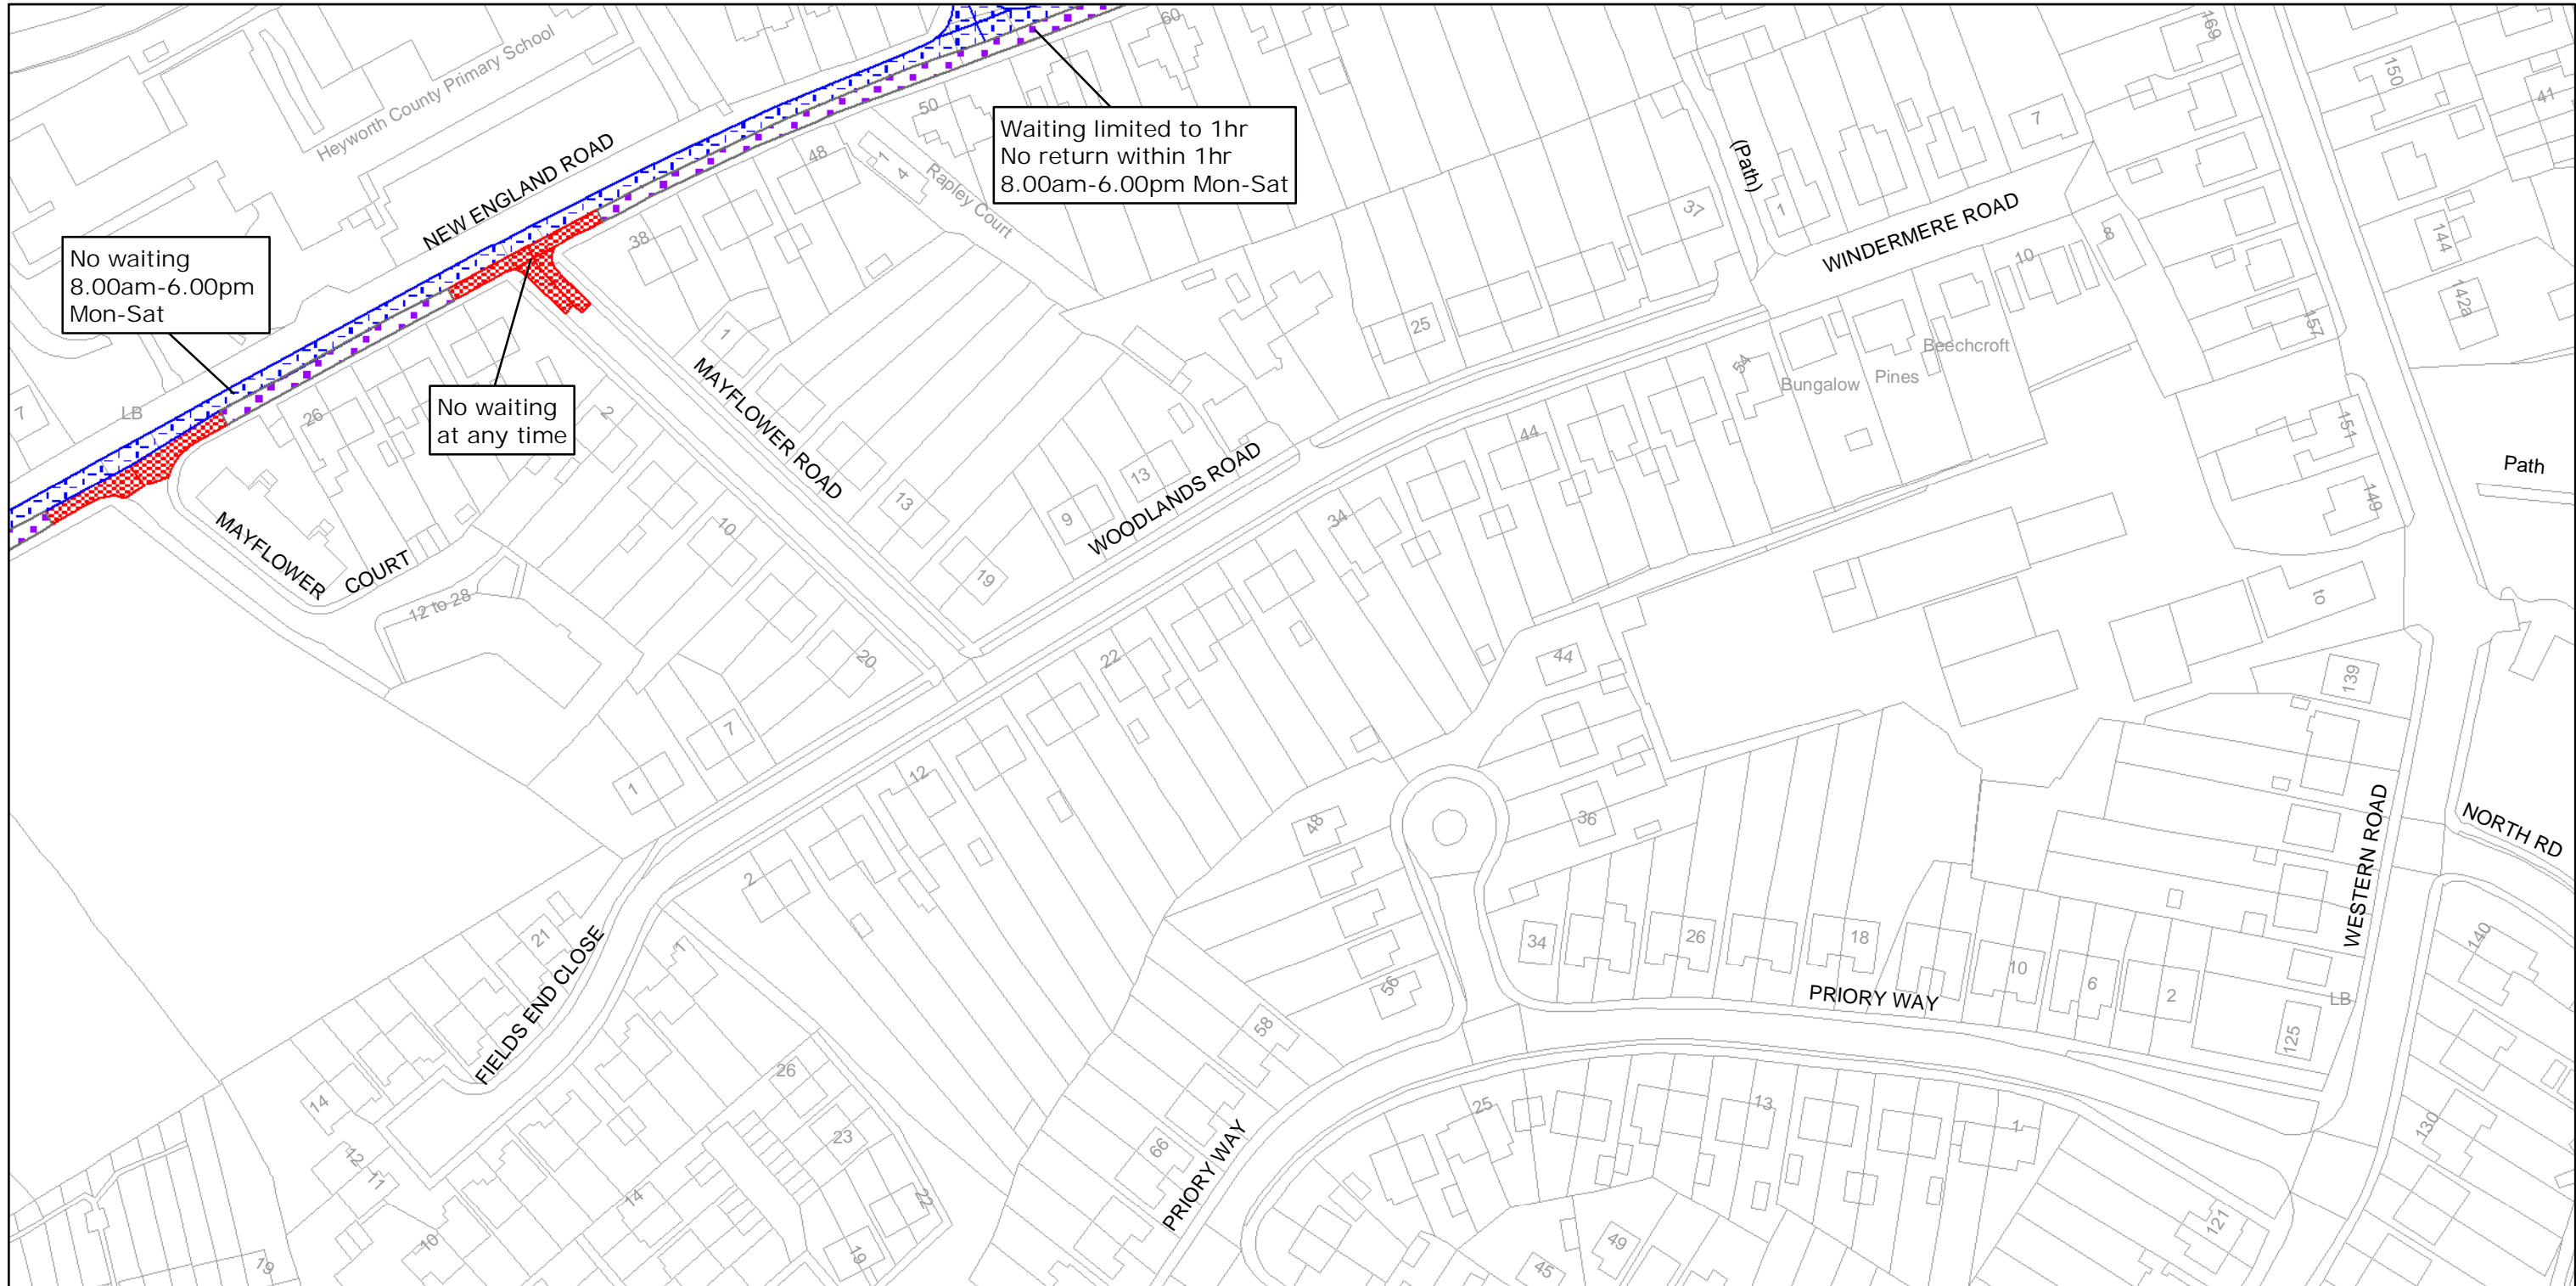 60
169
150
41
Heyworth County Primary School
50
Waiting limited to 1hr
No return within 1hr
8.00am-6.00pm Mon-Sat
7
(Path)
NEW ENGLAND ROAD
48
1
4
Rapley Court
37
1
WINDERMERE ROAD
8
10
144
142a
38
No waiting
8.00am-6.00pm
Mon-Sat
1
25
157
Beechcroft
Pines
Bungalow
54
7
LB
26
2
No waiting
at any time
MAYFLOWER ROAD
44
151
Path
149
13
13
9
WOODLANDS ROAD
34
10
MAYFLOWER
COURT
12 to 28
19
to
20
22
44
139
7
1
12
48
36
WESTERN ROAD
NORTH RD
2
21
1
FIELDS END CLOSE
34
26
18
10
6
2
LB
140
56
PRIORY WAY
58
125
26
14
25
13
1
130
23
66
12
11
PRIORY WAY
14
22
10
19
19
49
45
121